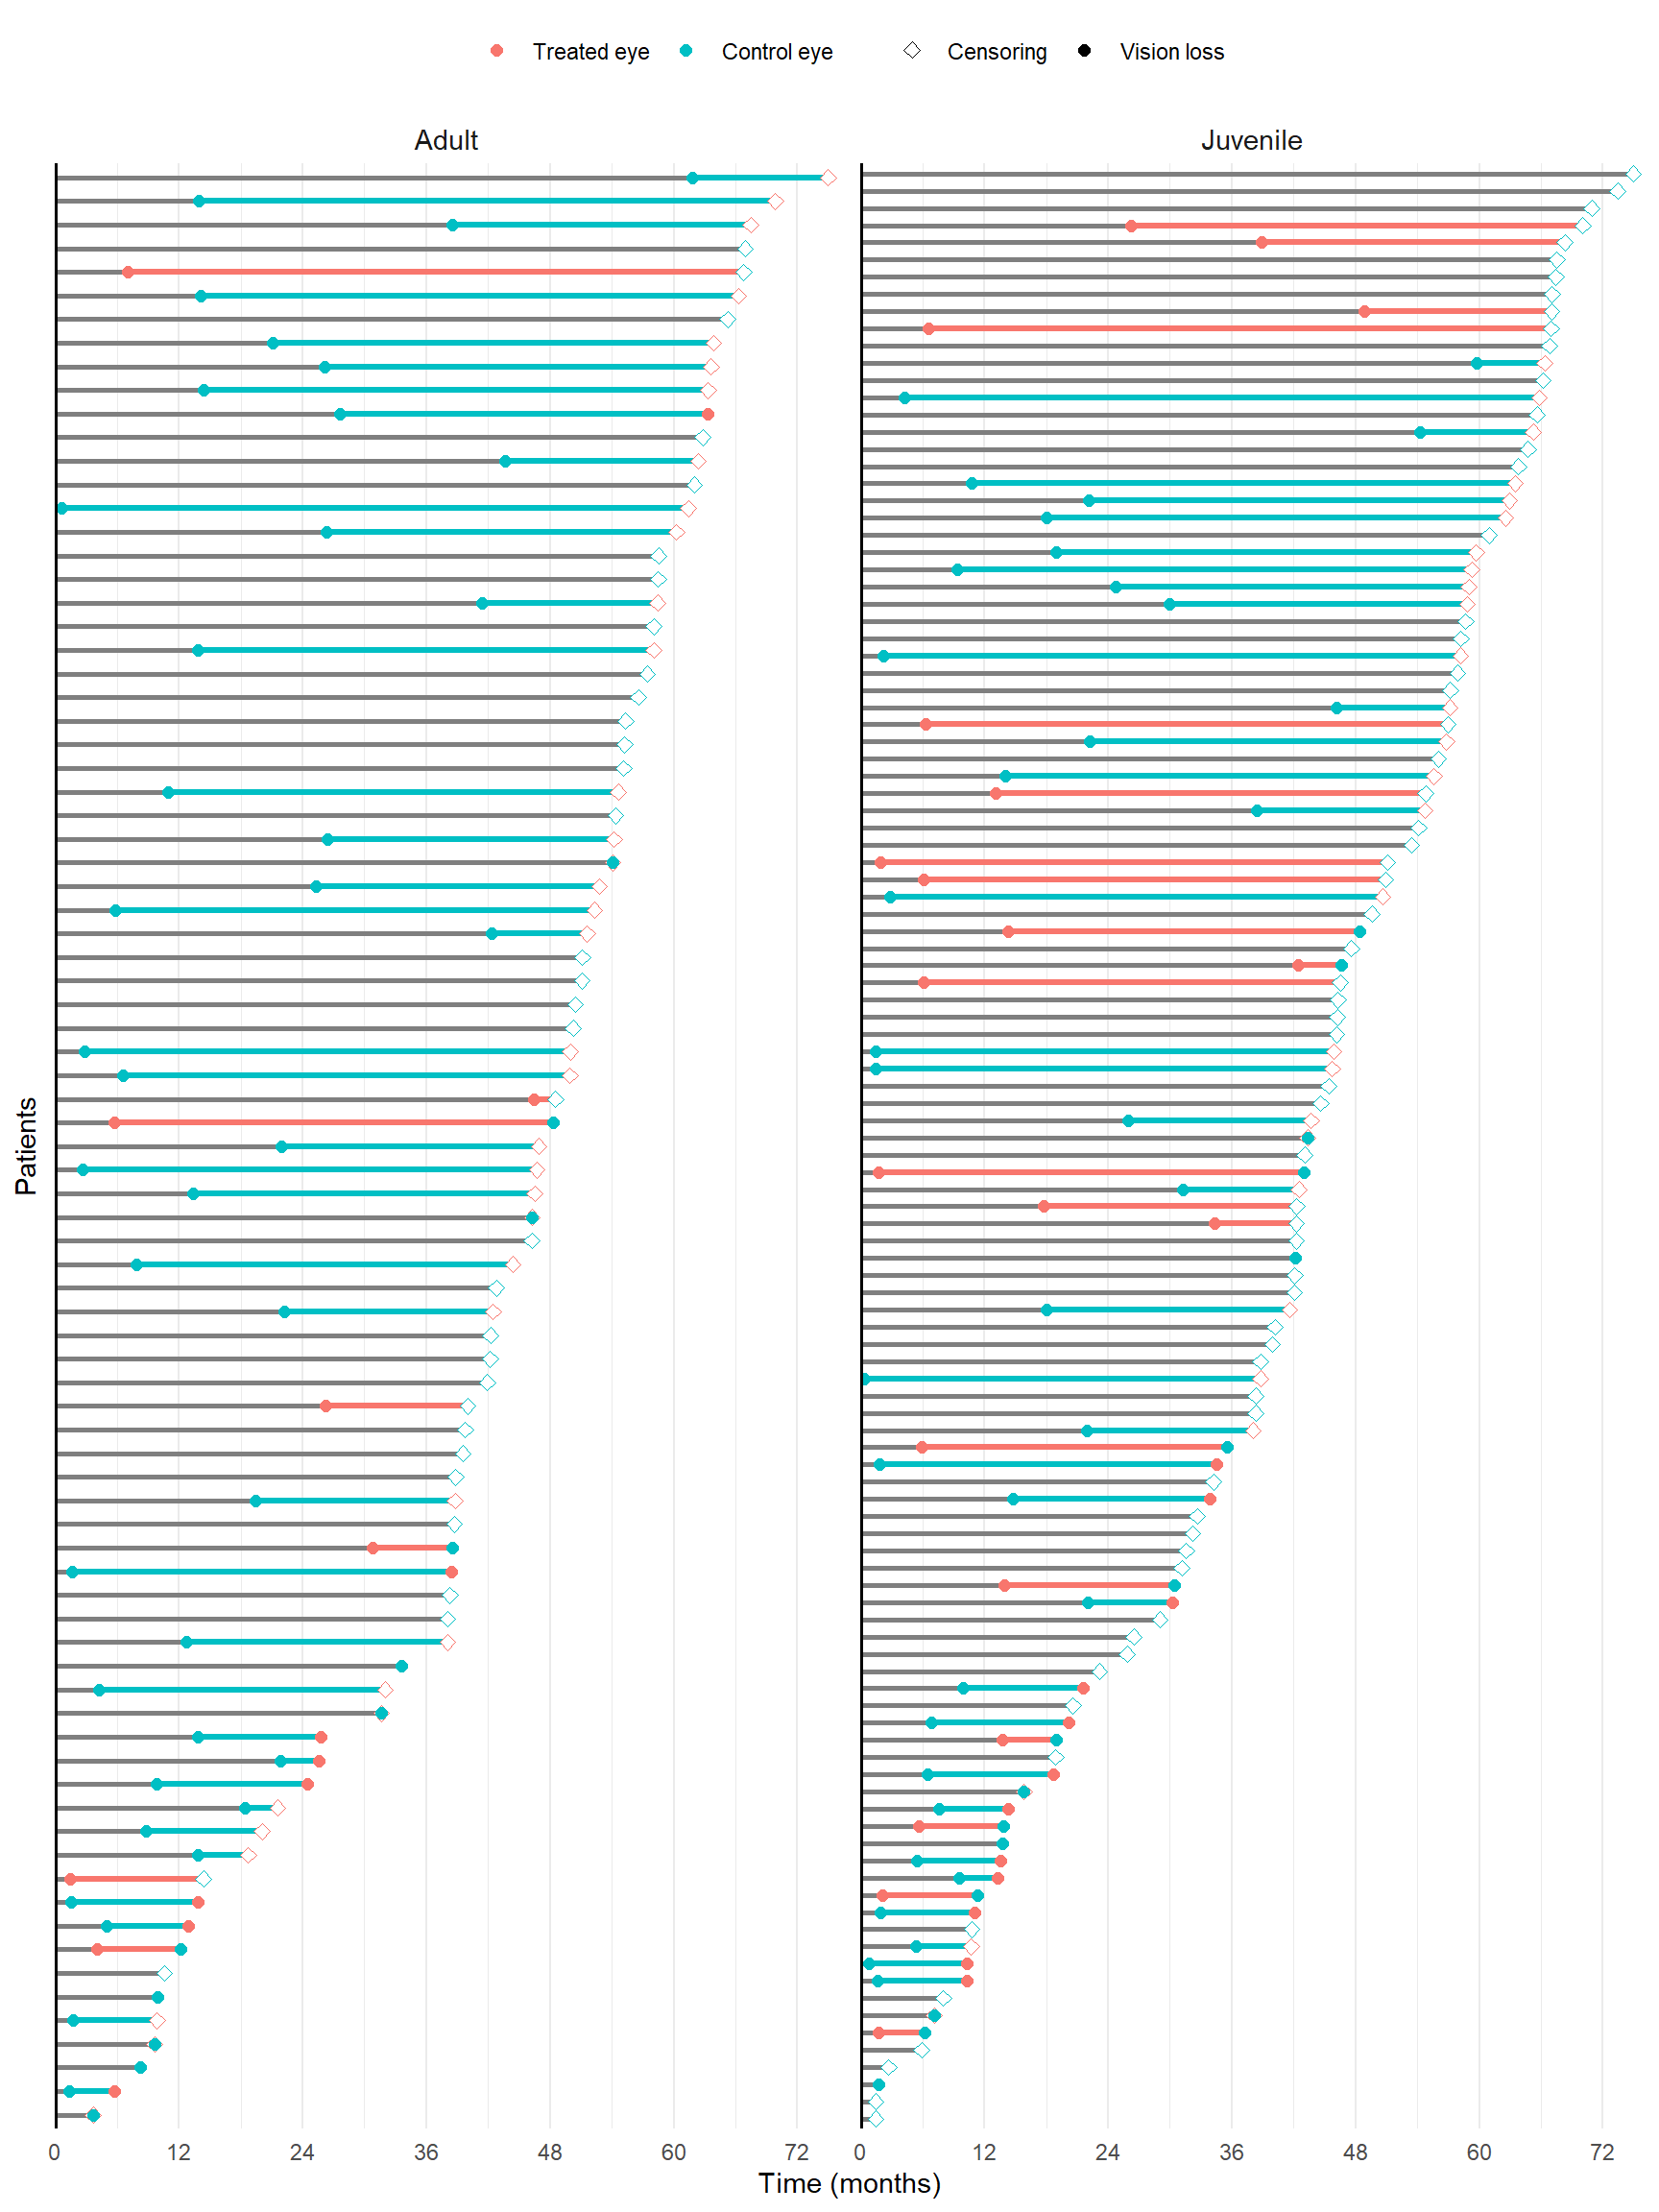 Treated eye Control eye Censoring Vision loss
Adult Juvenile
Patients
0 12 24 36 48 60 72 0 12 24 36 48 60 72
Time (months)